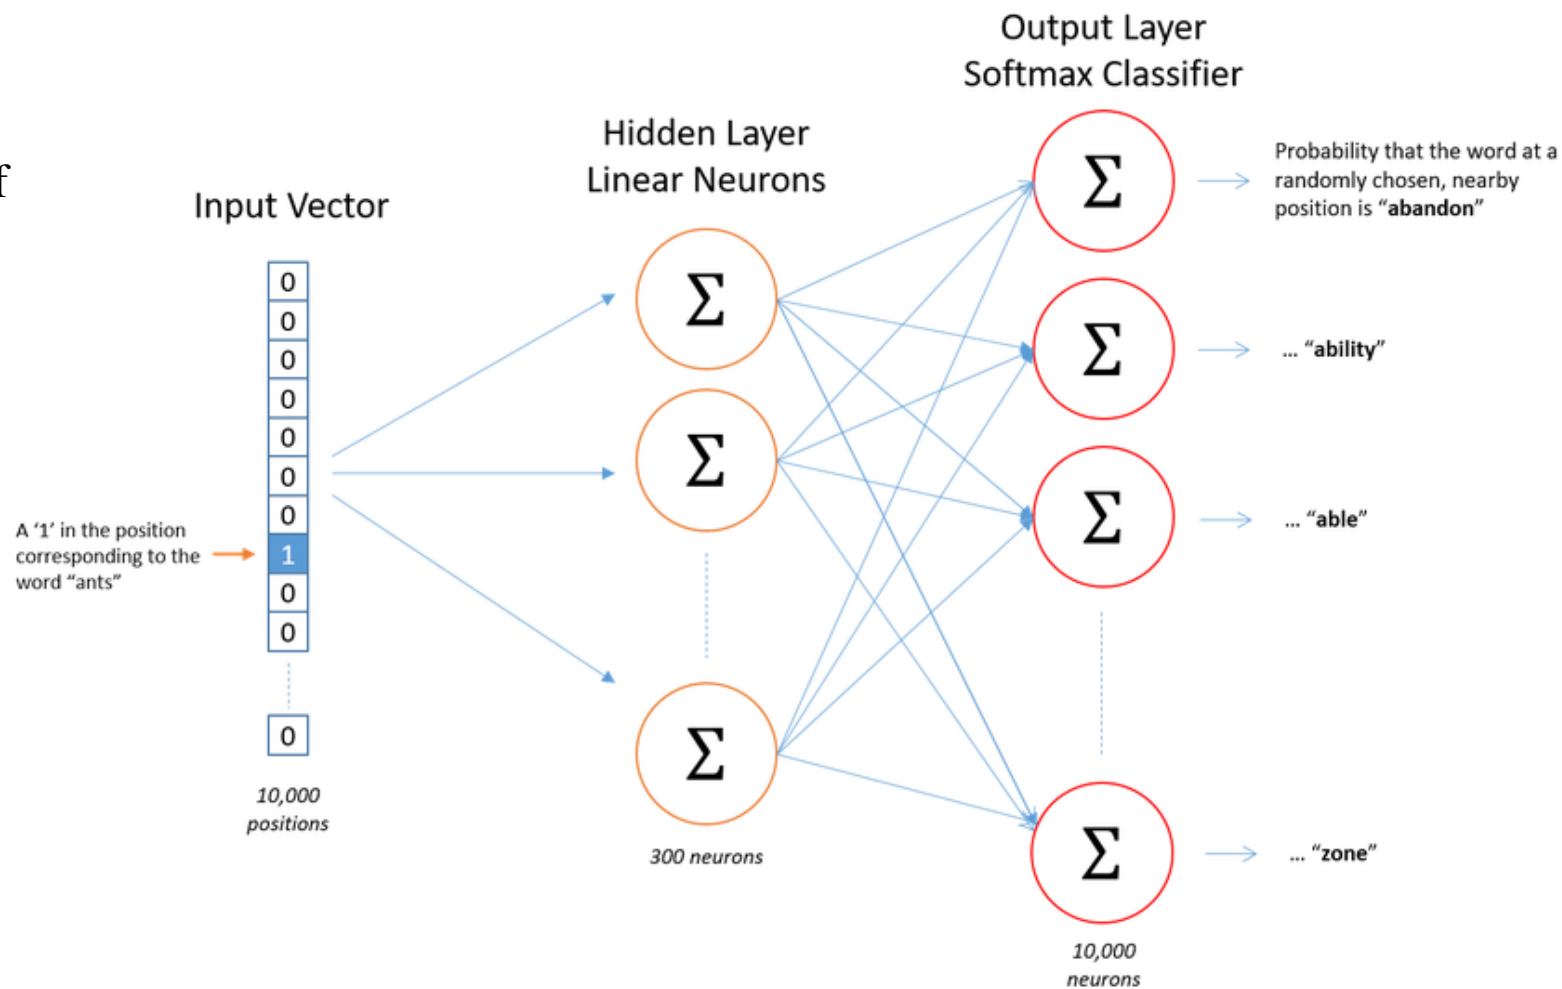 f
Input Vector
0
0
0
0
0
0
0
1
0
0
0
10,000
positions
A ‘1’ in the position
corresponding to the
word “ants”
Hidden Layer
Linear Neurons
Σ
Σ
Σ
300 neurons
Output Layer
Softmax Classifier
Σ
Σ
Σ
Σ
10,000
neurons
Probability that the word at a
randomly chosen, nearby
position is “abandon”
... “ability”
... “able”
... “zone”